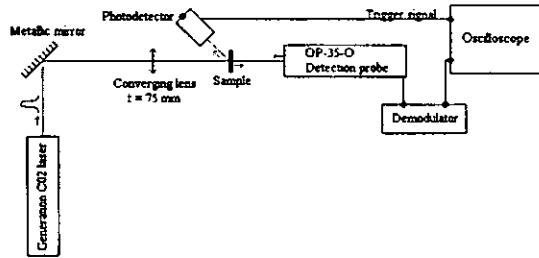 Photodetector
Trigger signal
Metallic mirror
Oscilloscope
OP-35-O
Detection probe
Converging lens
f = 75 mm
Sample
Demodulator
Generation CO2 laser